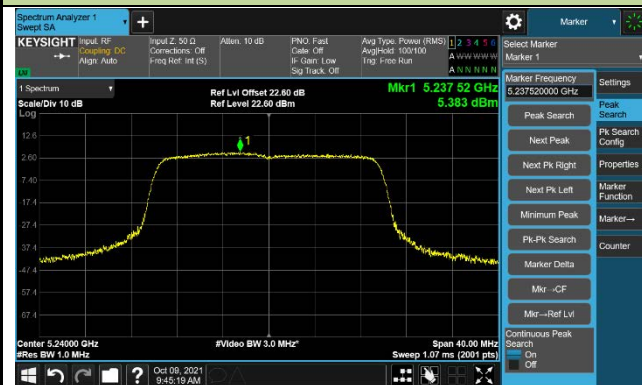 Spectrum Analyzer 1
Swept SA
Marker
KEYSIGHT
Input: RF
Coupling: DC
Align: Auto
Input Z: 50 Ω
Corrections: Off
Freq Ref: Int (S)
Atten: 10 dB
PNO: Fast
Gate: Off
IF Gain: Low
Sig Track: Off
Avg Type: Power (RMS)
Avg|Hold: 100/100
Trig: Free Run
1 2 3 4 5 6
A W W W W W
A N N N N N
LNI
Select Marker
Marker 1
1 Spectrum
Scale/Div 10 dB
Log
Ref Lvl Offset 22.60 dB
Ref Level 22.60 dBm
Mkr1 5.237 52 GHz
5.383 dBm
Marker Frequency
5.237520000 GHz
Settings
Peak Search
Peak
Search
Next Peak
Pk Search
Config
Next Pk Right
Properties
Next Pk Left
Marker
Function
Minimum Peak
Marker→
Pk-Pk Search
Counter
Marker Delta
Mkr→CF
Mkr→Ref Lvl
Continuous Peak
Search
On
Off
12.6
2.60
-7.40
-17.4
-27.4
-37.4
-47.4
-57.4
-67.4
1
Center 5.24000 GHz
#Res BW 1.0 MHz
#Video BW 3.0 MHz*
Span 40.00 MHz
Sweep 1.07 ms (2001 pts)
?
Oct 09, 2021
9:45:19 AM